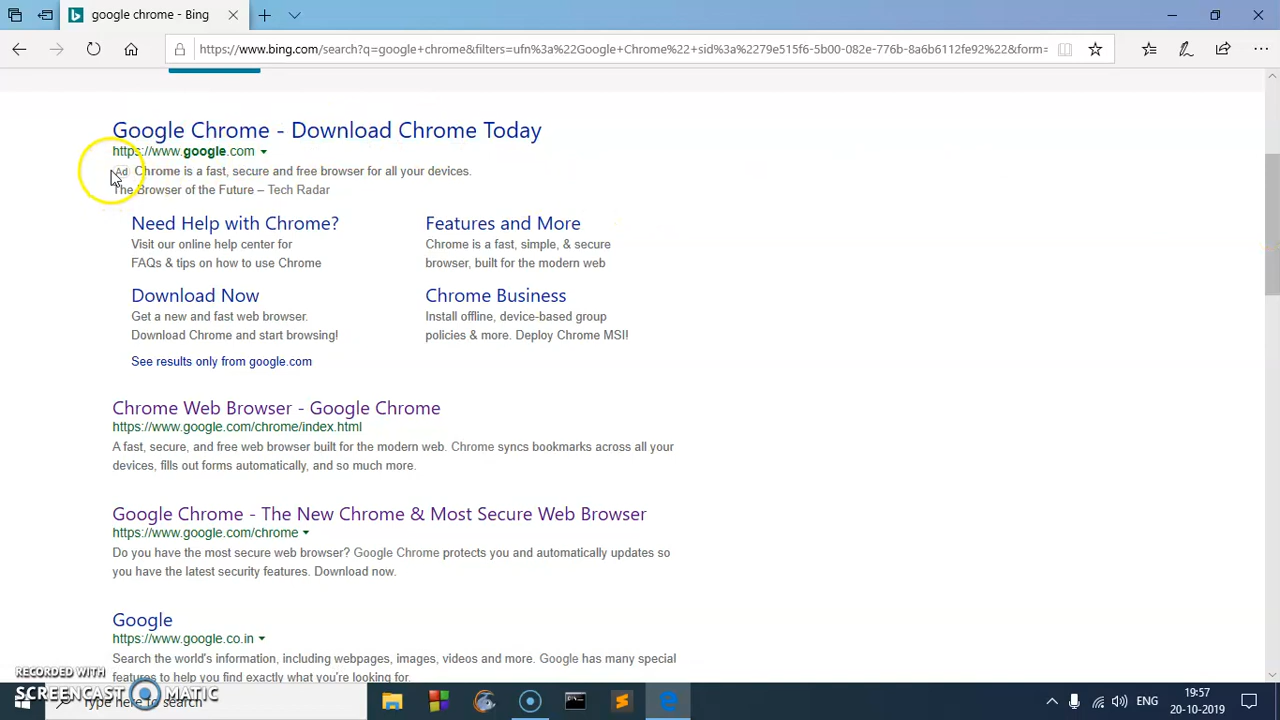 google chrome - Bing
https://www.bing.com/search?q=google+chrome&filters=ufn%3a%22Google+Chrome%22+sid%3a%2279e515f6-5b00-082e-776b-8a6b6112fe92%22&form=
Google Chrome - Download Chrome Today
https://www.google.com
Ad Chrome is a fast, secure and free browser for all your devices.
The Browser of the Future – Tech Radar
Need Help with Chrome?
Visit our online help center for
FAQs & tips on how to use Chrome
Features and More
Chrome is a fast, simple, & secure
browser, built for the modern web
Download Now
Get a new and fast web browser.
Download Chrome and start browsing!
Chrome Business
Install offline, device-based group
policies & more. Deploy Chrome MSI!
See results only from google.com
Chrome Web Browser - Google Chrome
https://www.google.com/chrome/index.html
A fast, secure, and free web browser built for the modern web. Chrome syncs bookmarks across all your
devices, fills out forms automatically, and so much more.
Google Chrome - The New Chrome & Most Secure Web Browser
https://www.google.com/chrome
Do you have the most secure web browser? Google Chrome protects you and automatically updates so
you have the latest security features. Download now.
Google
https://www.google.co.in
Search the world's information, including webpages, images, videos and more. Google has many special
features to help you find exactly what you're looking for.
RECORDED WITH
SCREENCAST MATIC
Type here to search
ENG
19:57
20-10-2019